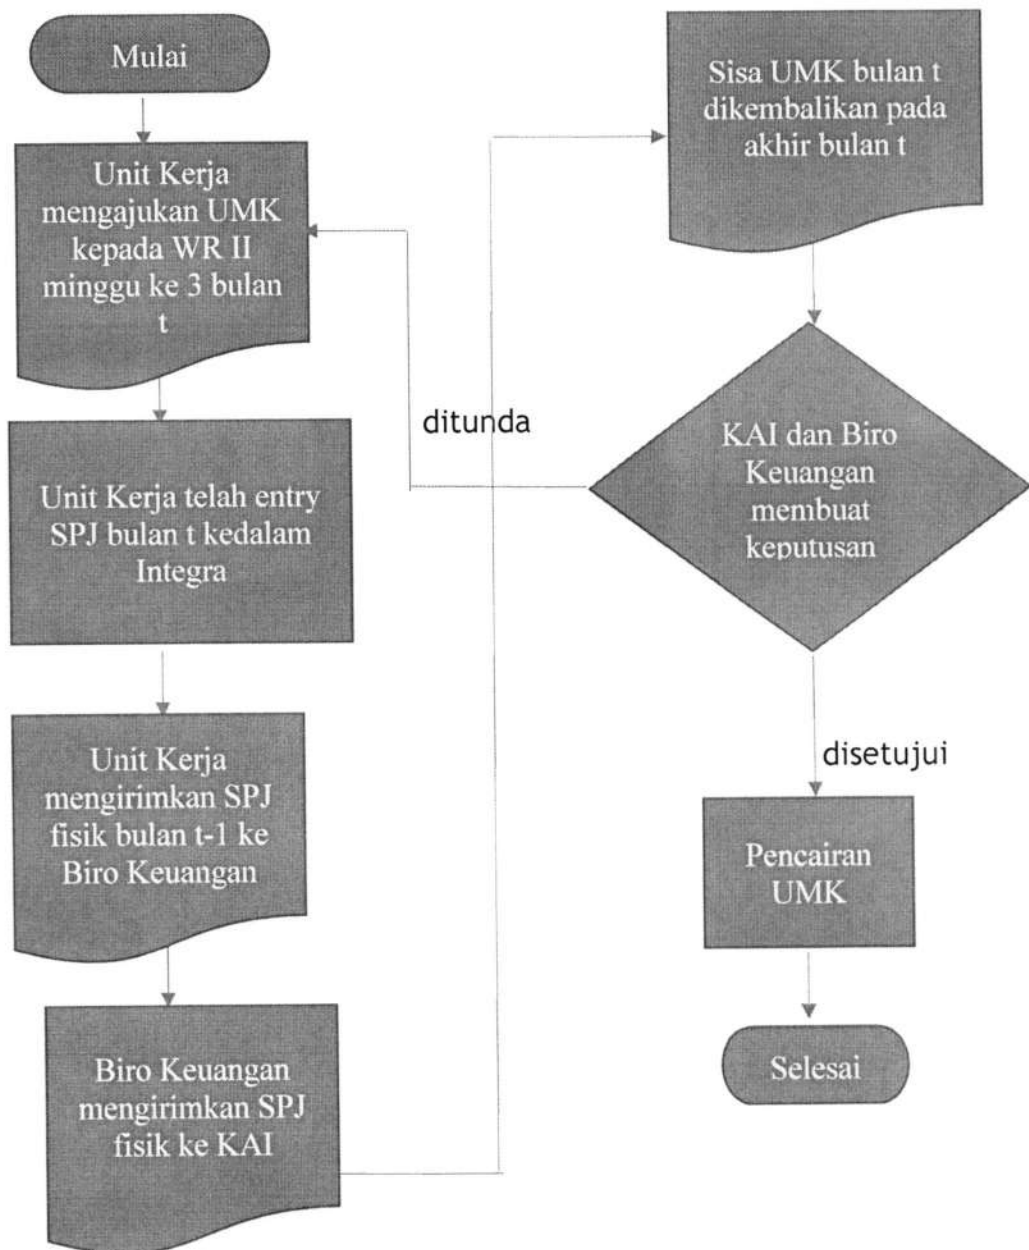 Mulai
Unit Kerja
mengajukan UMK
kepada WR II
minggu ke 3 bulan
t
Unit Kerja telah entry
SPJ bulan t kedalam
Integra
Unit Kerja
mengirimkan SPJ
fisik bulan t-1 ke
Biro Keuangan
Biro Keuangan
mengirimkan SPJ
fisik ke KAI
Sisa UMK bulan t
dikembalikan pada
akhir bulan t
ditunda
KAI dan Biro
Keuangan
membuat
keputusan
disetujui
Pencairan
UMK
Selesai